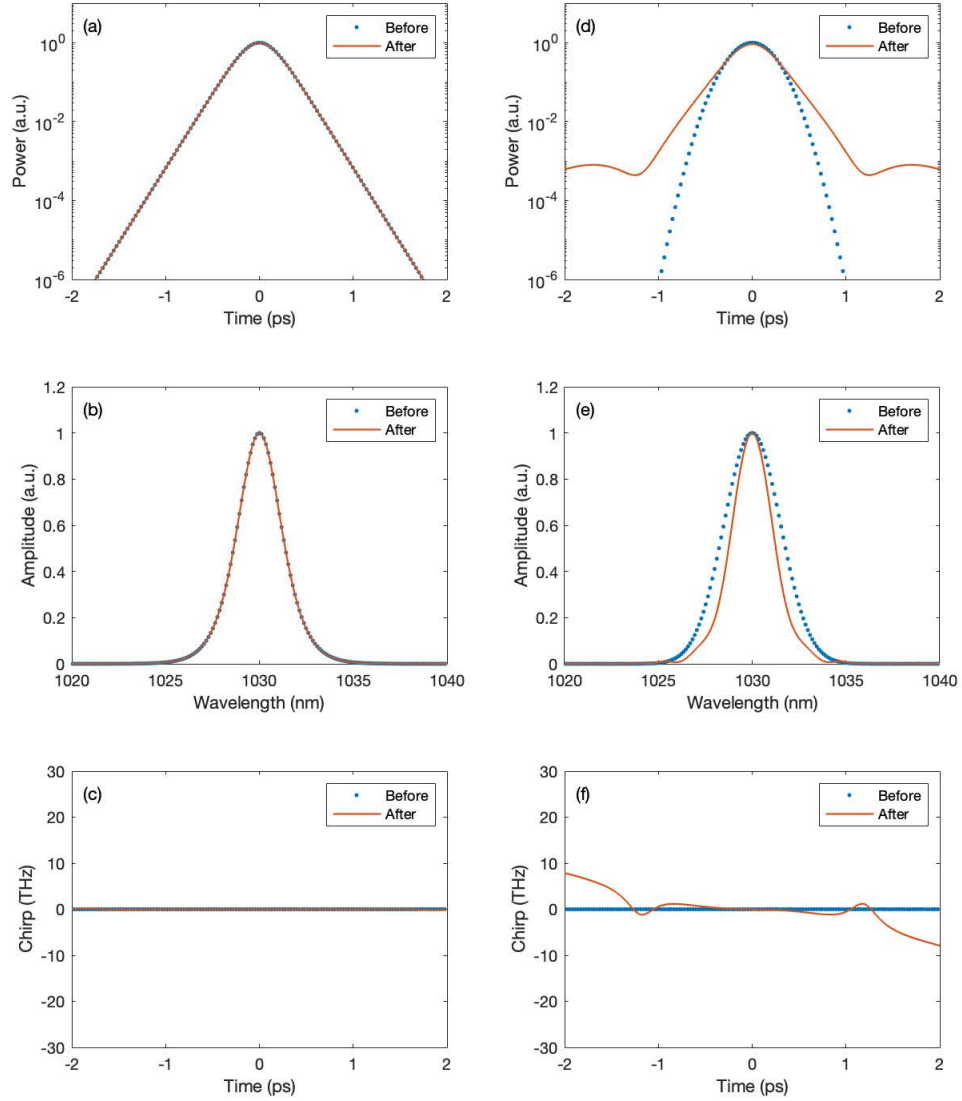 (a)
Before
After
10^0
10^-2
10^-4
10^-6
Power (a.u.)
-2 -1 0 1 2
Time (ps)
(d)
Before
After
10^0
10^-2
10^-4
10^-6
Power (a.u.)
-2 -1 0 1 2
Time (ps)
(b)
Before
After
1.2
1
0.8
0.6
0.4
0.2
0
Amplitude (a.u.)
1020 1025 1030 1035 1040
Wavelength (nm)
(e)
Before
After
1.2
1
0.8
0.6
0.4
0.2
0
Amplitude (a.u.)
1020 1025 1030 1035 1040
Wavelength (nm)
(c)
Before
After
30
20
10
0
-10
-20
-30
Chirp (THz)
-2 -1 0 1 2
Time (ps)
(f)
Before
After
30
20
10
0
-10
-20
-30
Chirp (THz)
-2 -1 0 1 2
Time (ps)